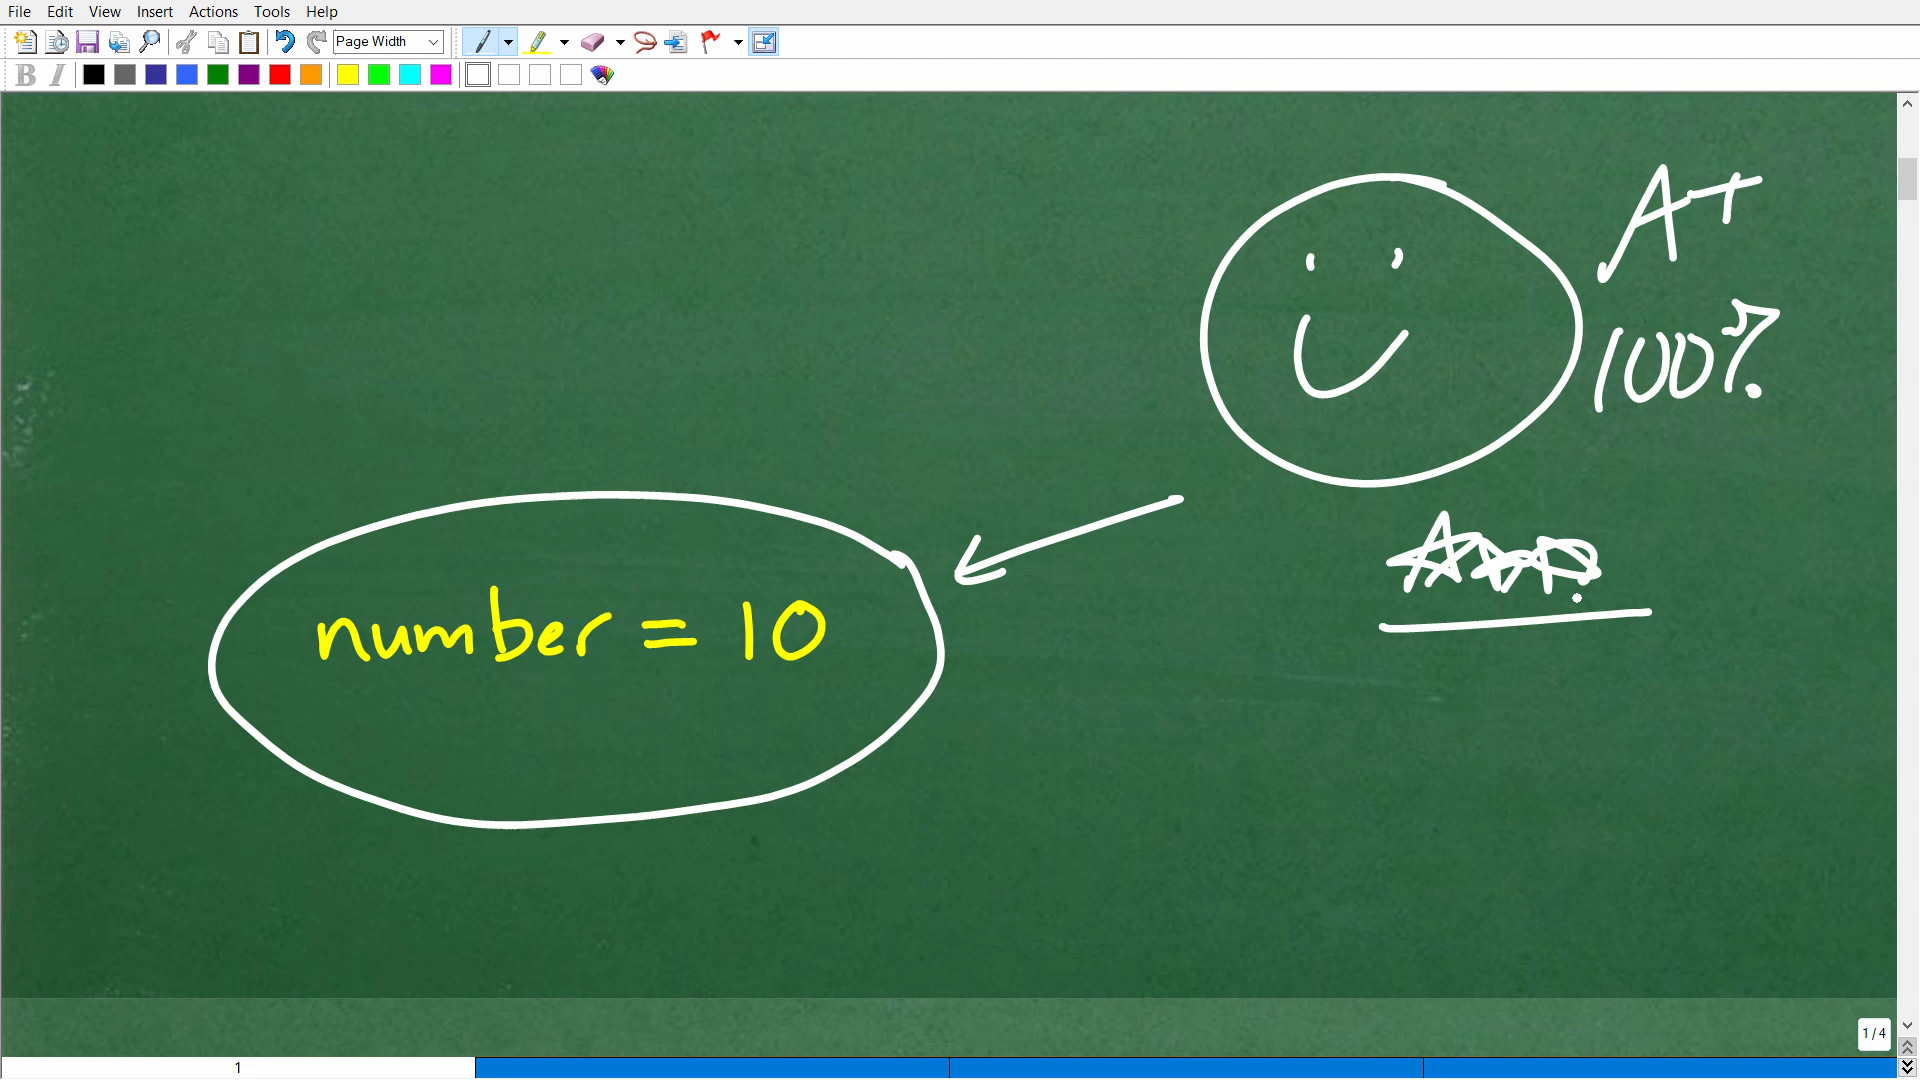 File Edit View Insert Actions Tools Help
Page Width
B I
A+
100%
number = 10
1 / 4
1